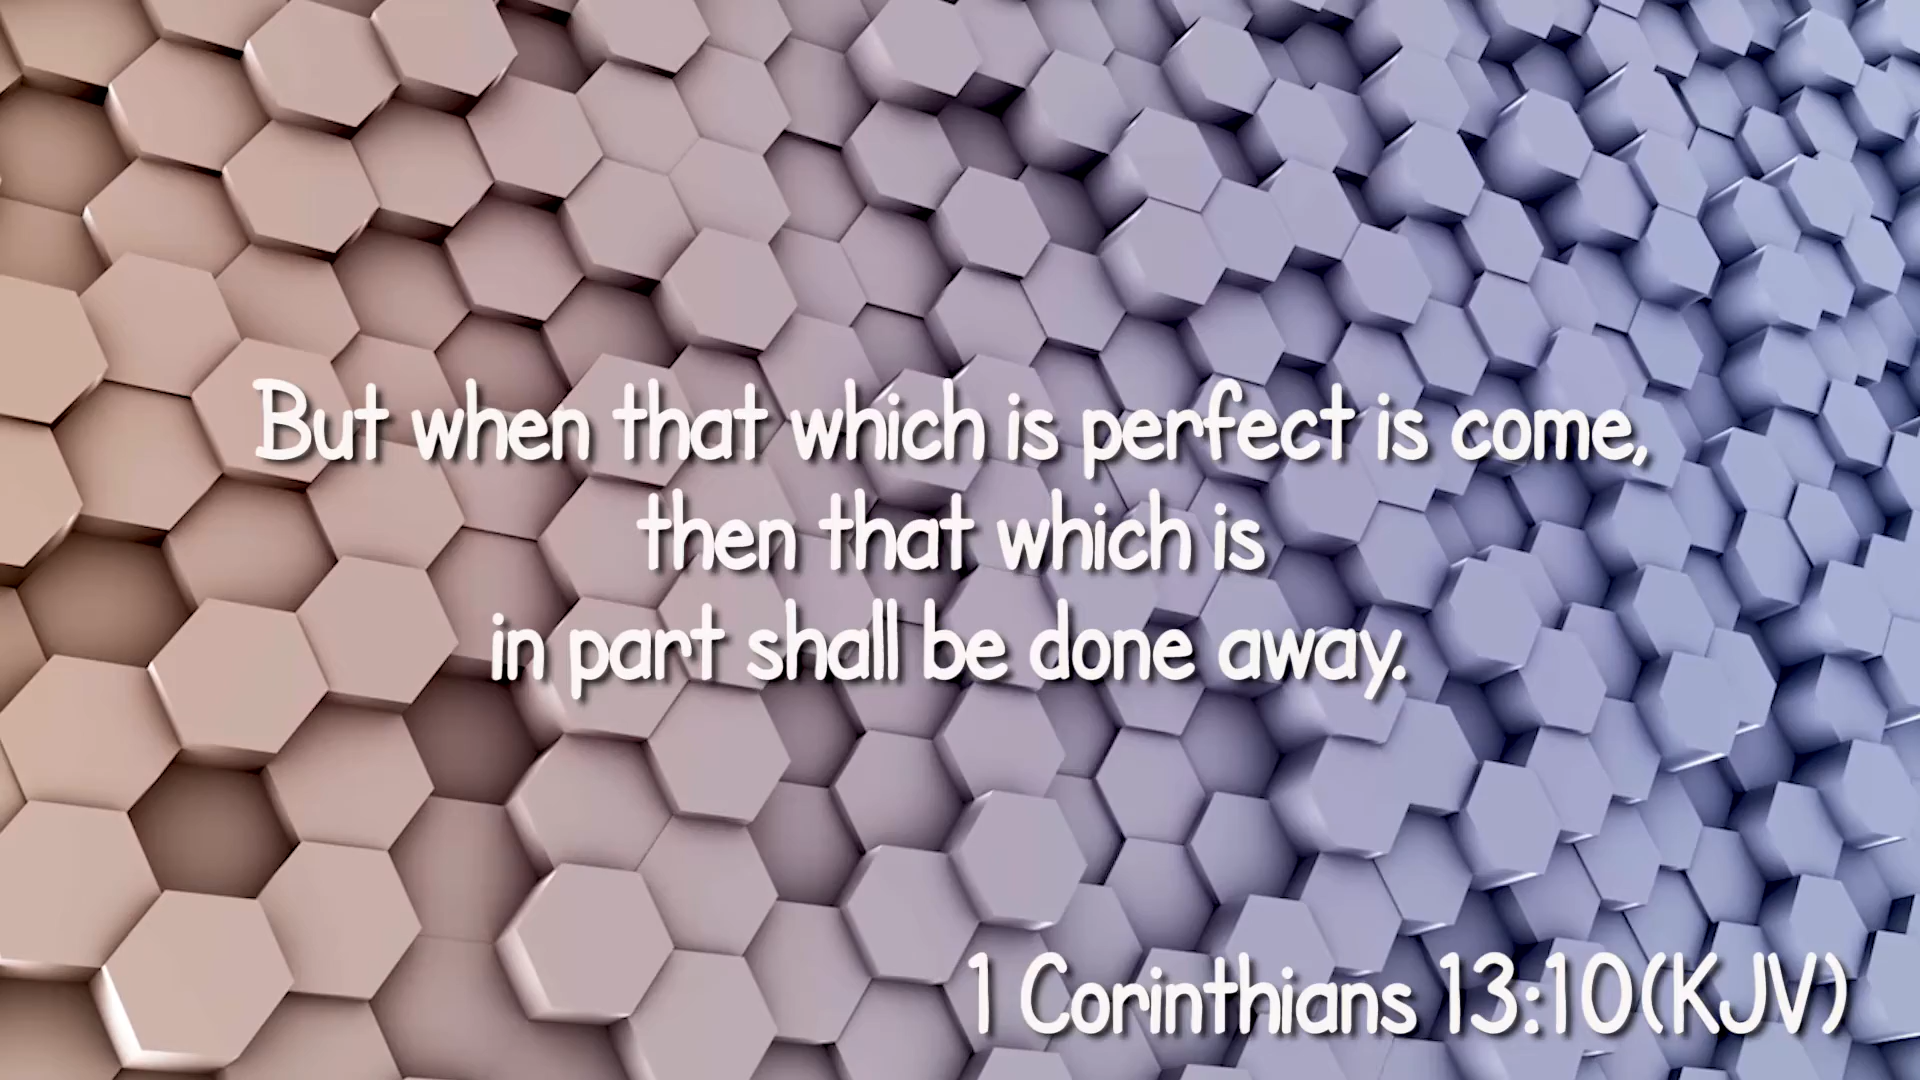 But when that which is perfect is come,
then that which is
in part shall be done away.
1 Corinthians 13:10(KJV)